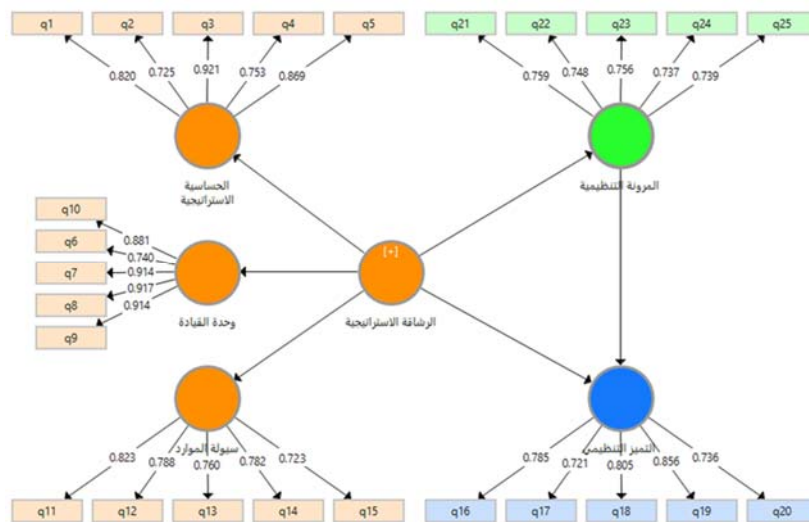 q1 q2 q3 q4 q5 q21 q22 q23 q24 q25
0.820 0.725 0.921 0.753 0.869 0.759 0.748 0.756 0.737 0.739
الحساسية
الاستراتيجية
المرونة التنظيمية
q10
q6
q7
q8
q9
0.881
0.740
0.914
0.917
0.914
[+]
وحدة القيادة
الرشاقة الاستراتيجية
سيولة الموارد
التميز التنظيمي
0.823 0.788 0.760 0.782 0.723 0.785 0.721 0.805 0.856 0.736
q11 q12 q13 q14 q15 q16 q17 q18 q19 q20